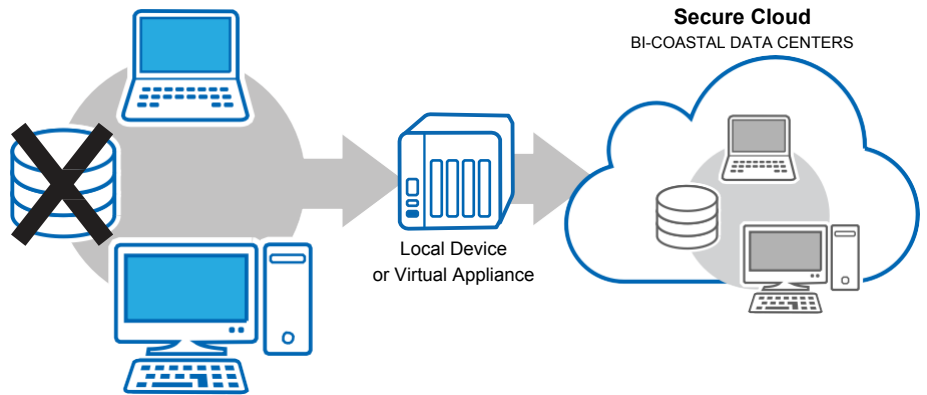 Secure Cloud
BI-COASTAL DATA CENTERS
Local Device
or Virtual Appliance